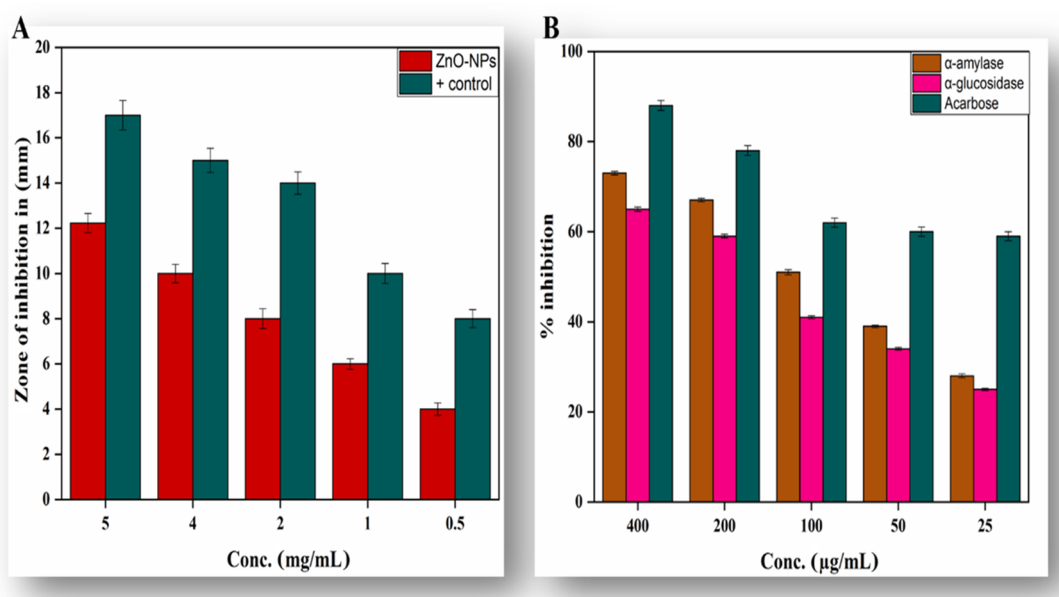 A
20
18
16
14
12
10
8
6
4
2
0
Zone of inhibition in (mm)
ZnO-NPs
+ control
5 4 2 1 0.5
Conc. (mg/mL)
B
100
80
60
40
20
0
% inhibition
α-amylase
α-glucosidase
Acarbose
400 200 100 50 25
Conc. (µg/mL)